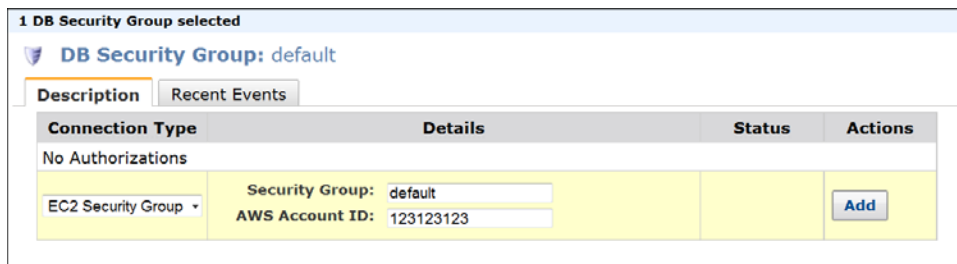 1 DB Security Group selected
DB Security Group: default
Description Recent Events
Connection Type Details Status Actions
No Authorizations
EC2 Security Group Security Group: default Add
AWS Account ID: 123123123